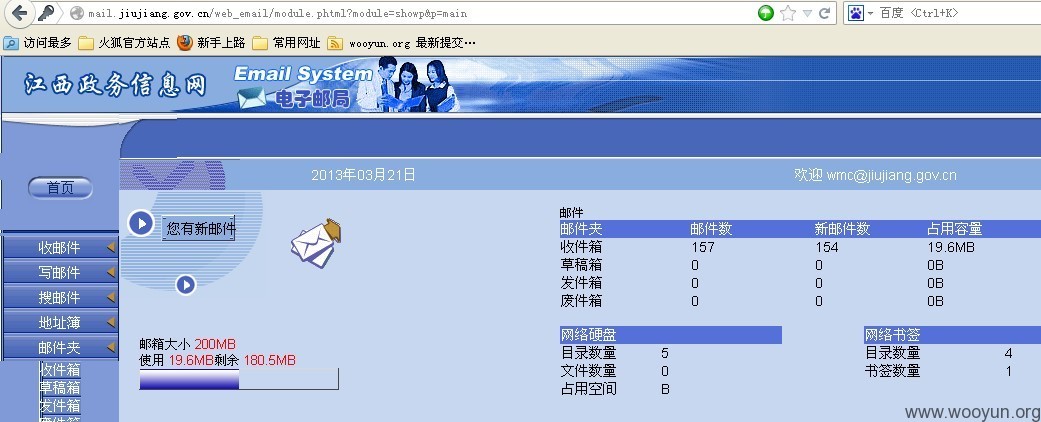 mail.jiujiang.gov.cn/web_email/module.phtml?module=showp&p=main
百度 <Ctrl+K>
访问最多 火狐官方站点 新手上路 常用网址 wooyun.org 最新提交…
江西政务信息网 Email System
电子邮局
2013年03月21日 欢迎 wmc@jiujiang.gov.cn
首页
您有新邮件
收邮件
写邮件
搜邮件
地址簿
邮件夹
收件箱
草稿箱
发件箱
废件箱
邮箱大小 200MB
使用 19.6MB剩余 180.5MB
邮件
邮件夹 邮件数 新邮件数 占用容量
收件箱 157 154 19.6MB
草稿箱 0 0 0B
发件箱 0 0 0B
废件箱 0 0 0B
网络硬盘
目录数量 5
文件数量 0
占用空间 B
网络书签
目录数量 4
书签数量 1
www.wooyun.org